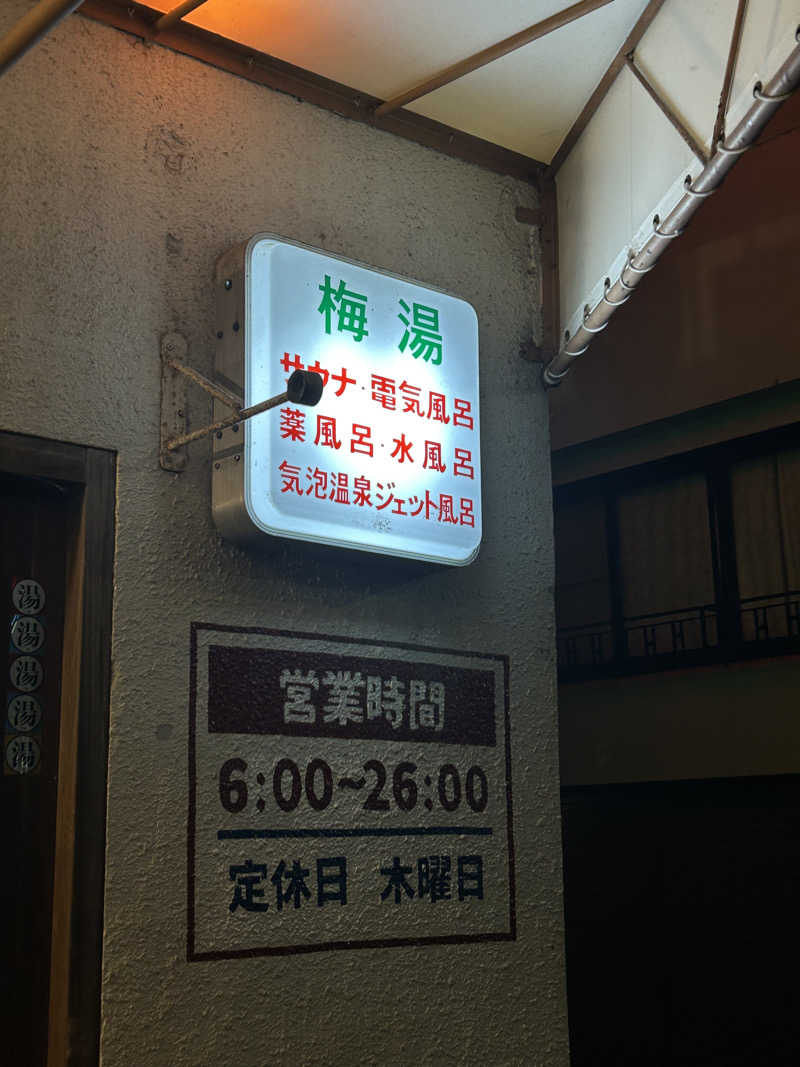 梅湯
サウナ・電気風呂
薬風呂・水風呂
気泡温泉ジェット風呂
営業時間
6:00~26:00
定休日 木曜日
湯
湯
湯
湯
湯